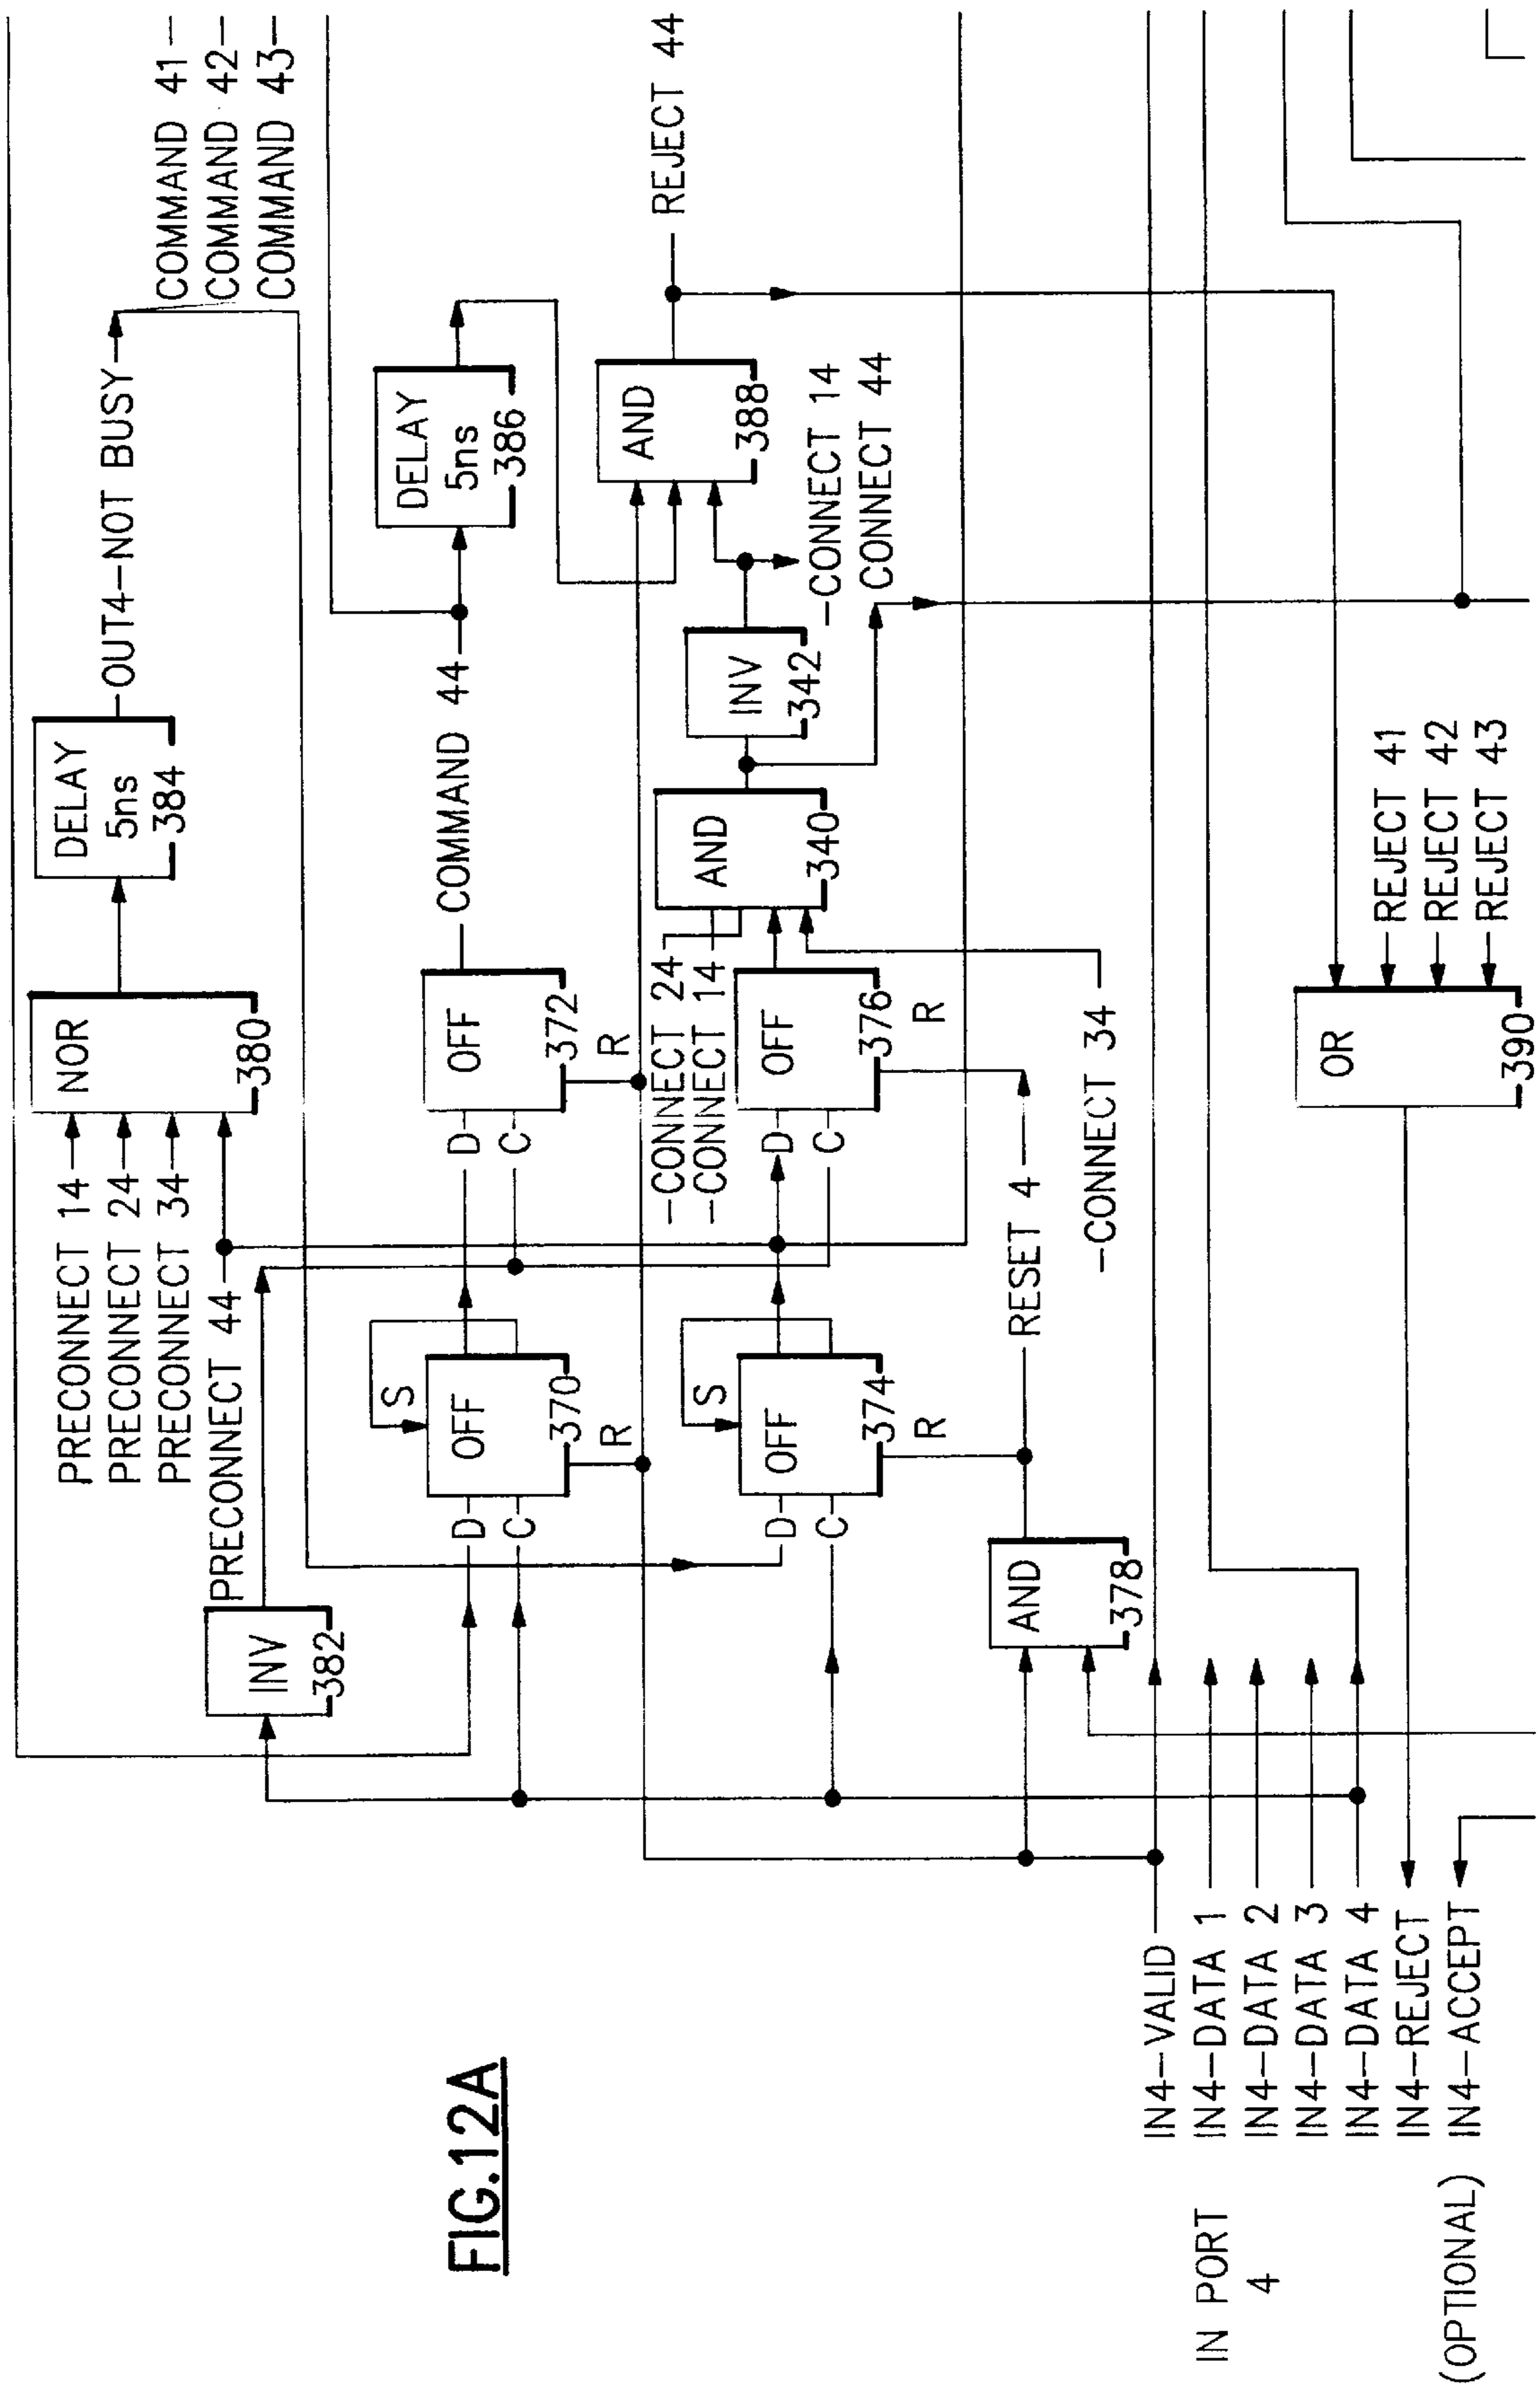 FIG.12A
PRECONNECT 14
PRECONNECT 24
PRECONNECT 34
PRECONNECT 44
NOR
380
DELAY
5ns
384
OUT4-NOT BUSY
COMMAND 41
COMMAND 42
COMMAND 43
INV
382
D
C
S
OFF
370
R
D
C
OFF
372
R
COMMAND 44
DELAY
5ns
386
D
C
S
OFF
374
R
-CONNECT 24
-CONNECT 14
D
C
OFF
376
R
AND
340
INV
342
AND
388
REJECT 44
-CONNECT 14
CONNECT 44
AND
378
RESET 4
-CONNECT 34
IN PORT
4
IN4-VALID
IN4-DATA 1
IN4-DATA 2
IN4-DATA 3
IN4-DATA 4
IN4-REJECT
(OPTIONAL) IN4-ACCEPT
OR
390
REJECT 41
REJECT 42
REJECT 43